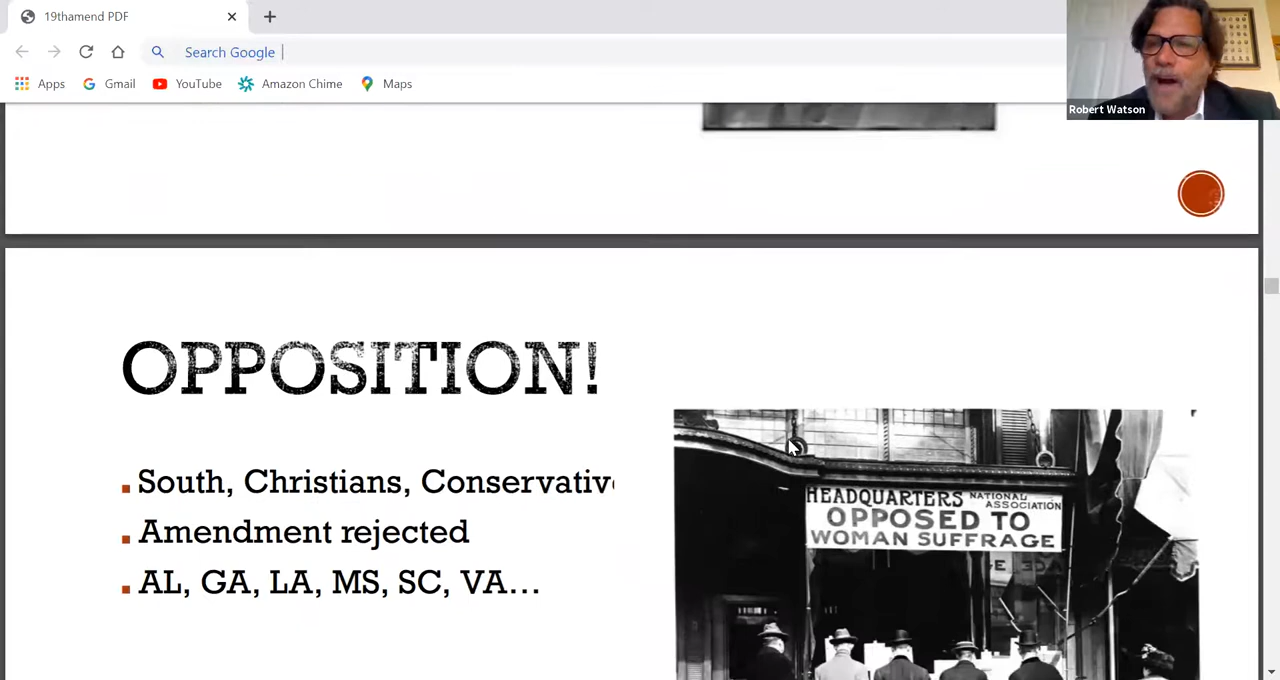 19thamend PDF
Search Google
Apps Gmail YouTube Amazon Chime Maps
Robert Watson
OPPOSITION!
South, Christians, Conservativ
Amendment rejected
AL, GA, LA, MS, SC, VA...
HEADQUARTERS NATIONAL ASSOCIATION
OPPOSED TO
WOMAN SUFFRAGE